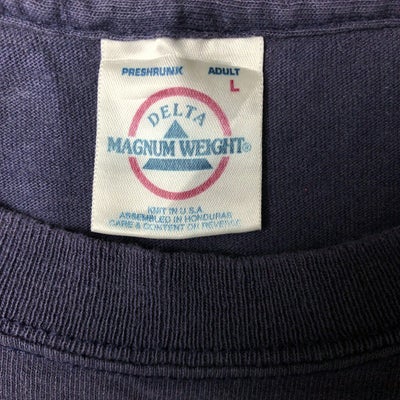 PRESHRUNK ADULT
L
DELTA
MAGNUM WEIGHT®
KNIT IN U.S.A
ASSEMBLED IN HONDURAS
CARE & CONTENT ON REVERSE